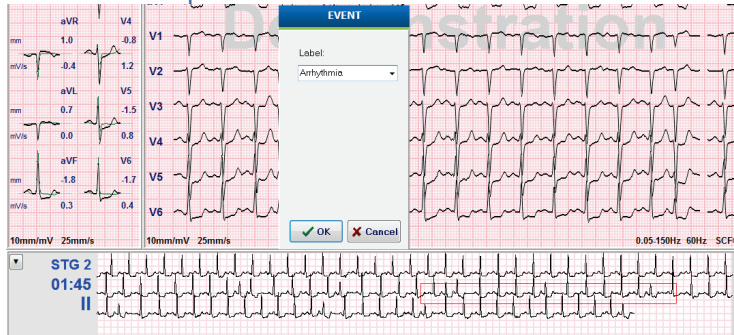 Demonstration
EVENT
Label:
Arrhythmia
OK
Cancel
aVR V4
mm 1.0 -0.8
mV/s -0.4 1.2
aVL V5
mm 0.7 -1.5
mV/s 0.0 0.8
aVF V6
mm -1.8 -1.7
mV/s 0.3 0.4
10mm/mV 25mm/s
V1
V2
V3
V4
V5
V6
10mm/mV 25mm/s
0.05-150Hz 60Hz SCF
STG 2
01:45
II